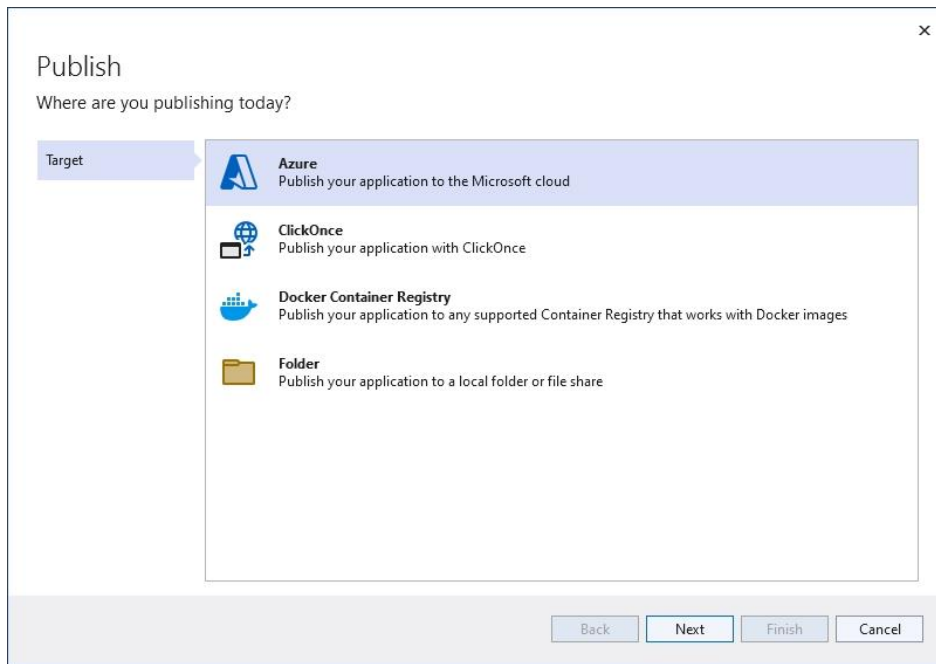 Publish
Where are you publishing today?
Target
Azure
Publish your application to the Microsoft cloud
ClickOnce
Publish your application with ClickOnce
Docker Container Registry
Publish your application to any supported Container Registry that works with Docker images
Folder
Publish your application to a local folder or file share
Back
Next
Finish
Cancel